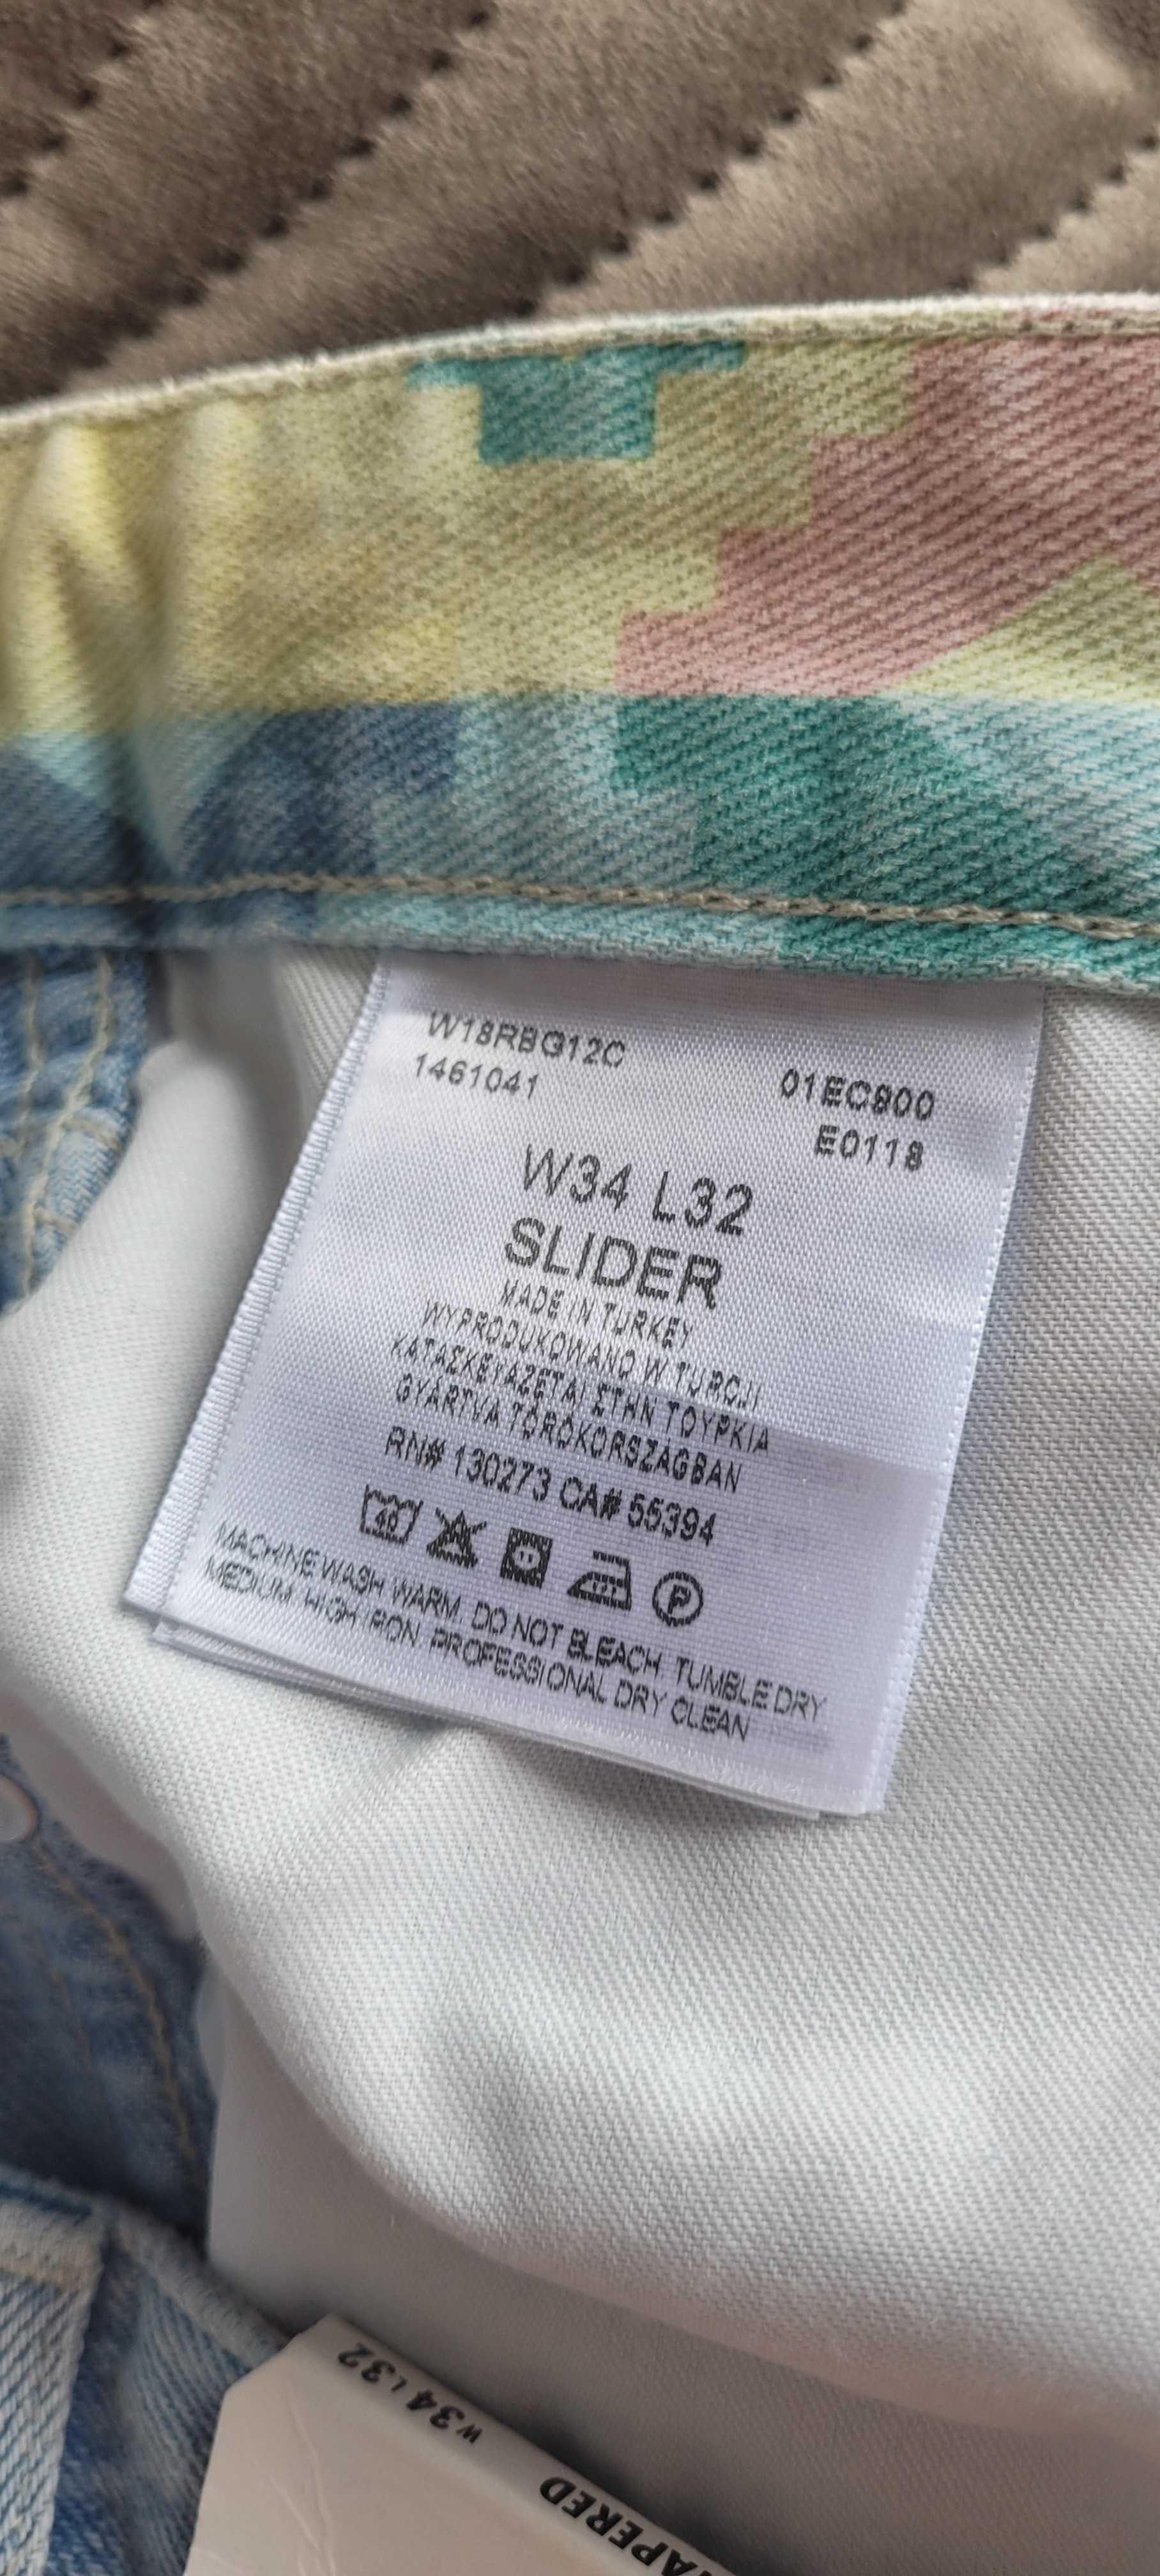 W18RBG12C
1461041
01EC800
E0118
W34 L32
SLIDER
MADE IN TURKEY
WYPRODUKOWANO W TURCJI
ΚΑΤΑΣΚΕΥΑΖΕΤΑΙ ΣΤΗΝ ΤΟΥΡΚΙΑ
GYÁRTVA TÖRÖKORSZÁGBAN
RN# 130273 CA# 55394
40
P
MACHINE WASH WARM. DO NOT BLEACH. TUMBLE DRY
MEDIUM. HIGH IRON. PROFESSIONAL DRY CLEAN
W34 L32
TAPERED